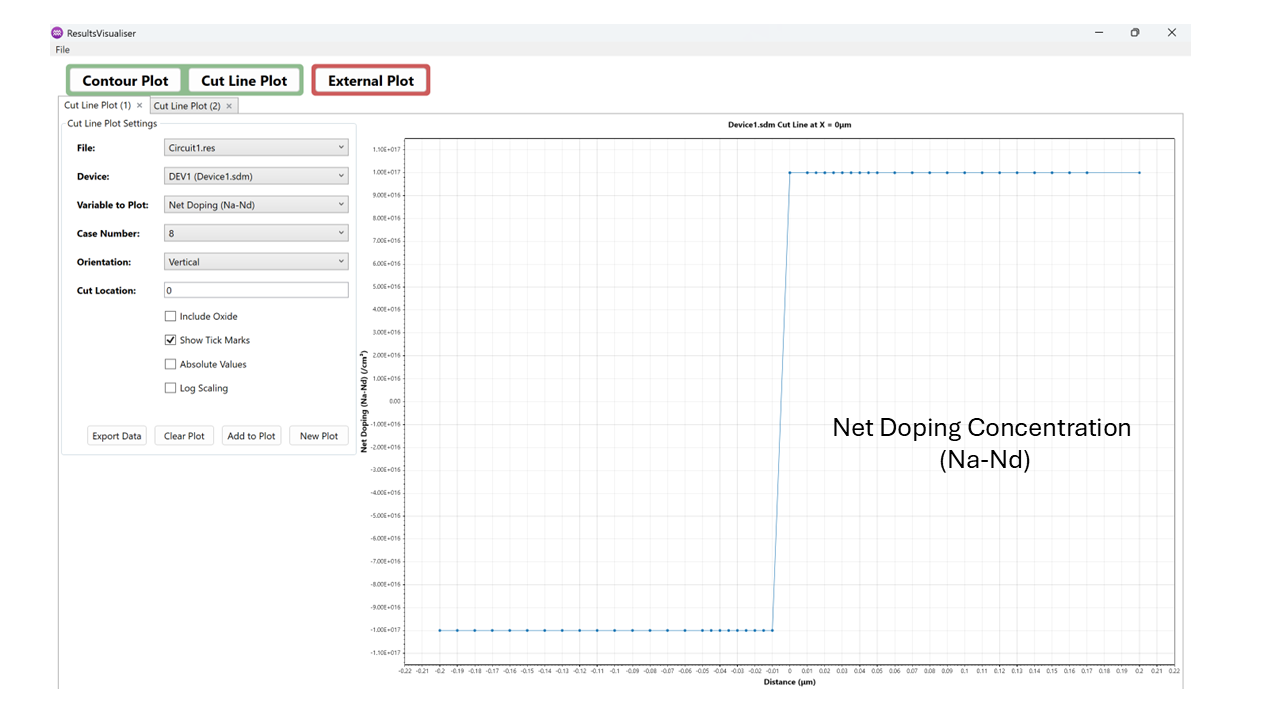 ResultsVisualiser
File
Contour Plot
Cut Line Plot
External Plot
Cut Line Plot (1) ×
Cut Line Plot (2) ×
Cut Line Plot Settings
File:
Circuit1.res
Device:
DEV1 (Device1.sdm)
Variable to Plot:
Net Doping (Na-Nd)
Case Number:
8
Orientation:
Vertical
Cut Location:
0
Include Oxide
Show Tick Marks
Absolute Values
Log Scaling
Export Data
Clear Plot
Add to Plot
New Plot
Device1.sdm Cut Line at X = 0µm
Net Doping (Na-Nd) (/cm³)
1.10E+017
1.00E+017
9.00E+016
8.00E+016
7.00E+016
6.00E+016
5.00E+016
4.00E+016
3.00E+016
2.00E+016
1.00E+016
0.00
-1.00E+016
-2.00E+016
-3.00E+016
-4.00E+016
-5.00E+016
-6.00E+016
-7.00E+016
-8.00E+016
-9.00E+016
-1.00E+017
-1.10E+017
Net Doping Concentration
(Na-Nd)
-0.22 -0.21 -0.2 -0.19 -0.18 -0.17 -0.16 -0.15 -0.14 -0.13 -0.12 -0.11 -0.1 -0.09 -0.08 -0.07 -0.06 -0.05 -0.04 -0.03 -0.02 -0.01 0 0.01 0.02 0.03 0.04 0.05 0.06 0.07 0.08 0.09 0.1 0.11 0.12 0.13 0.14 0.15 0.16 0.17 0.18 0.19 0.2 0.21 0.22
Distance (µm)